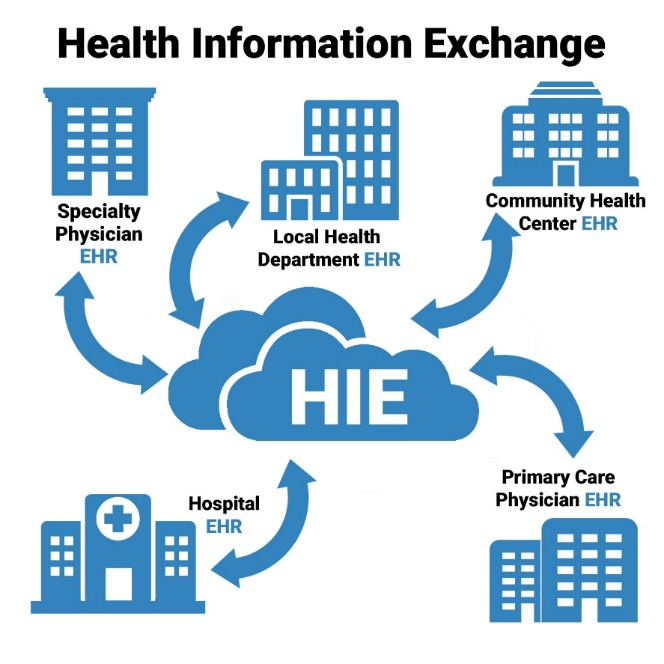 Health Information Exchange
Specialty
Physician
EHR
Local Health
Department EHR
Community Health
Center EHR
HIE
Hospital
EHR
Primary Care
Physician EHR